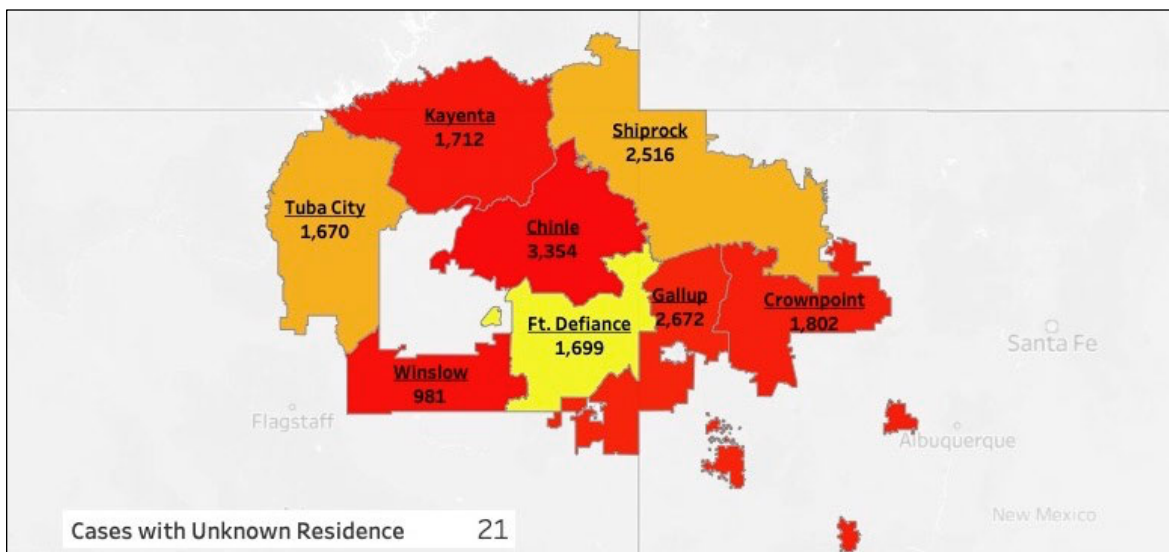 Kayenta
1,712
Shiprock
2,516
Tuba City
1,670
Chinle
3,354
Gallup
2,672
Crownpoint
1,802
Ft. Defiance
1,699
Winslow
981
Santa Fe
Flagstaff
Albuquerque
New Mexico
Cases with Unknown Residence 21